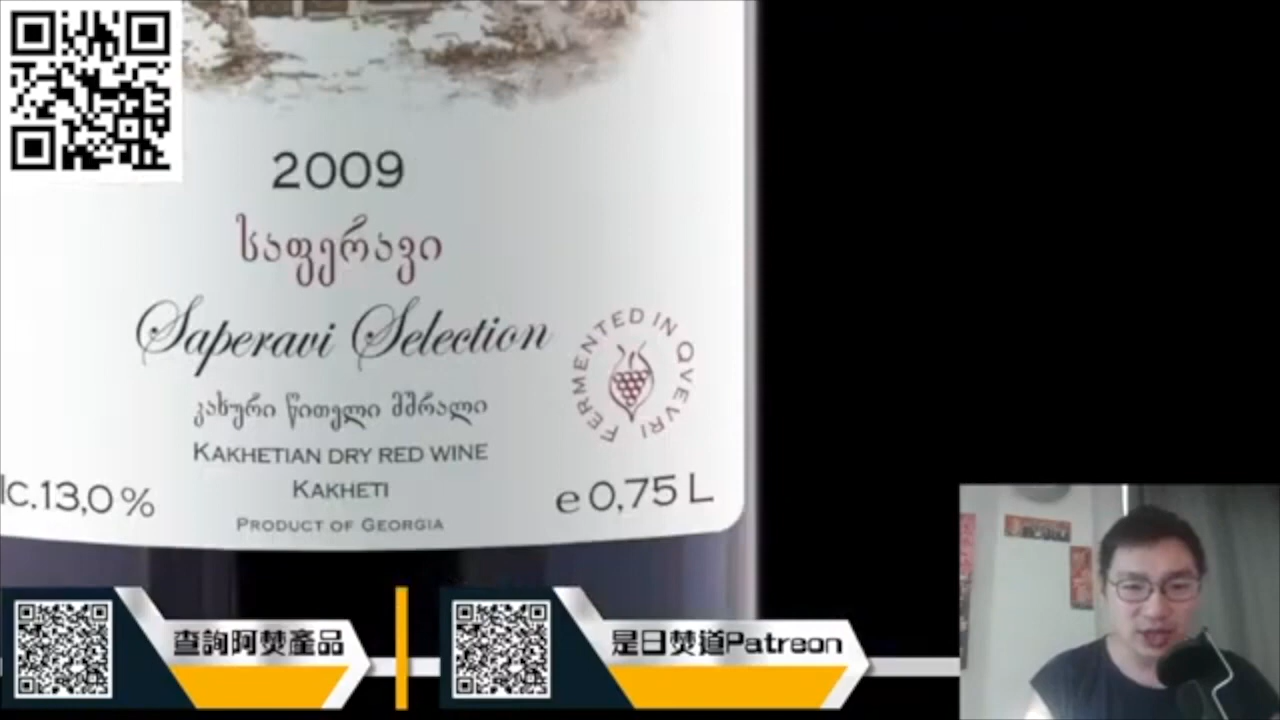 2009
საფერავი
Saperavi Selection
FERMENTED IN QVEVRI
კახური წითელი მშრალი
KAKHETIAN DRY RED WINE
KAKHETI
lc.13,0 %
e 0,75 L
PRODUCT OF GEORGIA
查詢阿焚產品
是日焚道Patreon